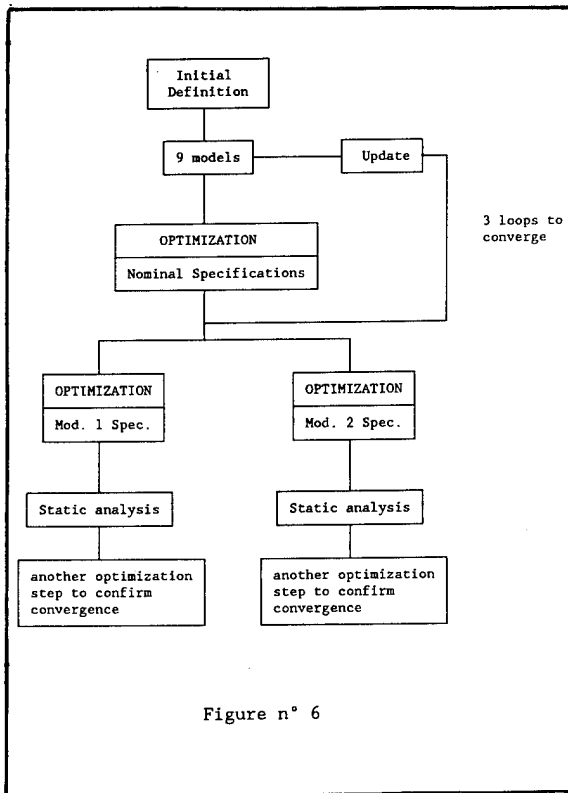 Initial
Definition
9 models
Update
3 loops to
converge
OPTIMIZATION
Nominal Specifications
OPTIMIZATION
Mod. 1 Spec.
OPTIMIZATION
Mod. 2 Spec.
Static analysis
Static analysis
another optimization
step to confirm
convergence
another optimization
step to confirm
convergence
Figure n° 6